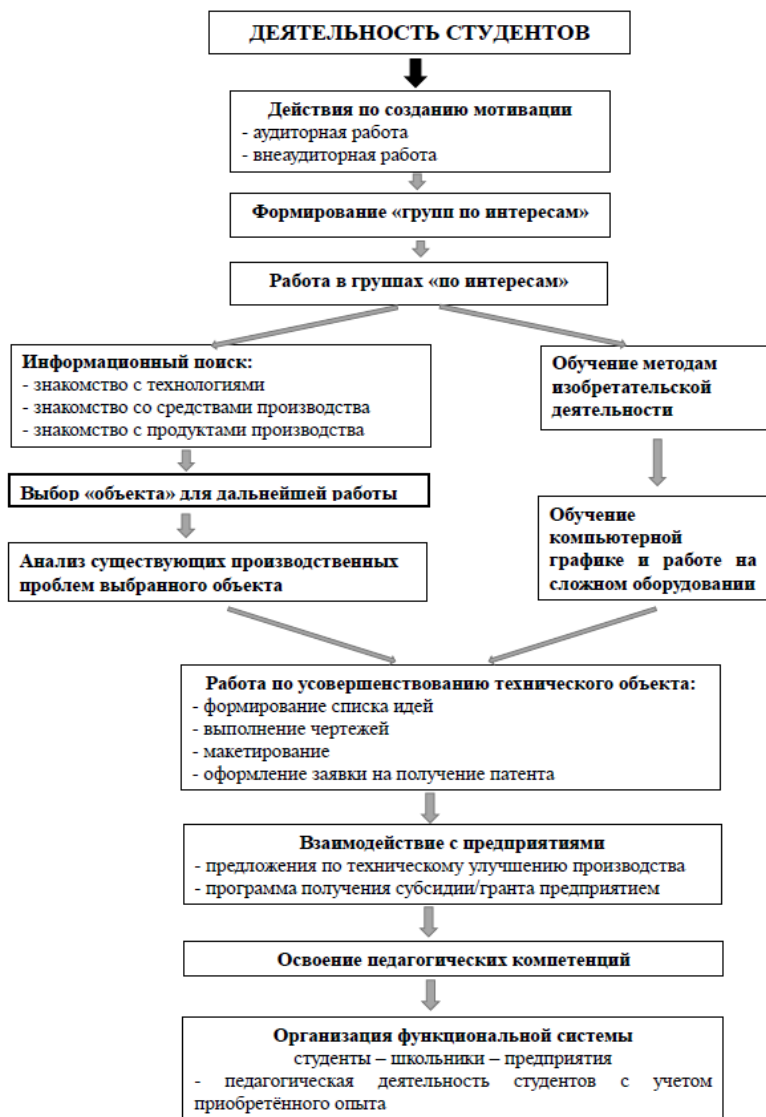 ДЕЯТЕЛЬНОСТЬ СТУДЕНТОВ
Действия по созданию мотивации
- аудиторная работа
- внеаудиторная работа
Формирование «групп по интересам»
Работа в группах «по интересам»
Информационный поиск:
- знакомство с технологиями
- знакомство со средствами производства
- знакомство с продуктами производства
Обучение методам
изобретательской
деятельности
Выбор «объекта» для дальнейшей работы
Анализ существующих производственных
проблем выбранного объекта
Обучение
компьютерной
графике и работе на
сложном оборудовании
Работа по усовершенствованию технического объекта:
- формирование списка идей
- выполнение чертежей
- макетирование
- оформление заявки на получение патента
Взаимодействие с предприятиями
- предложения по техническому улучшению производства
- программа получения субсидии/гранта предприятием
Освоение педагогических компетенций
Организация функциональной системы
студенты – школьники – предприятия
- педагогическая деятельность студентов с учетом
приобретённого опыта